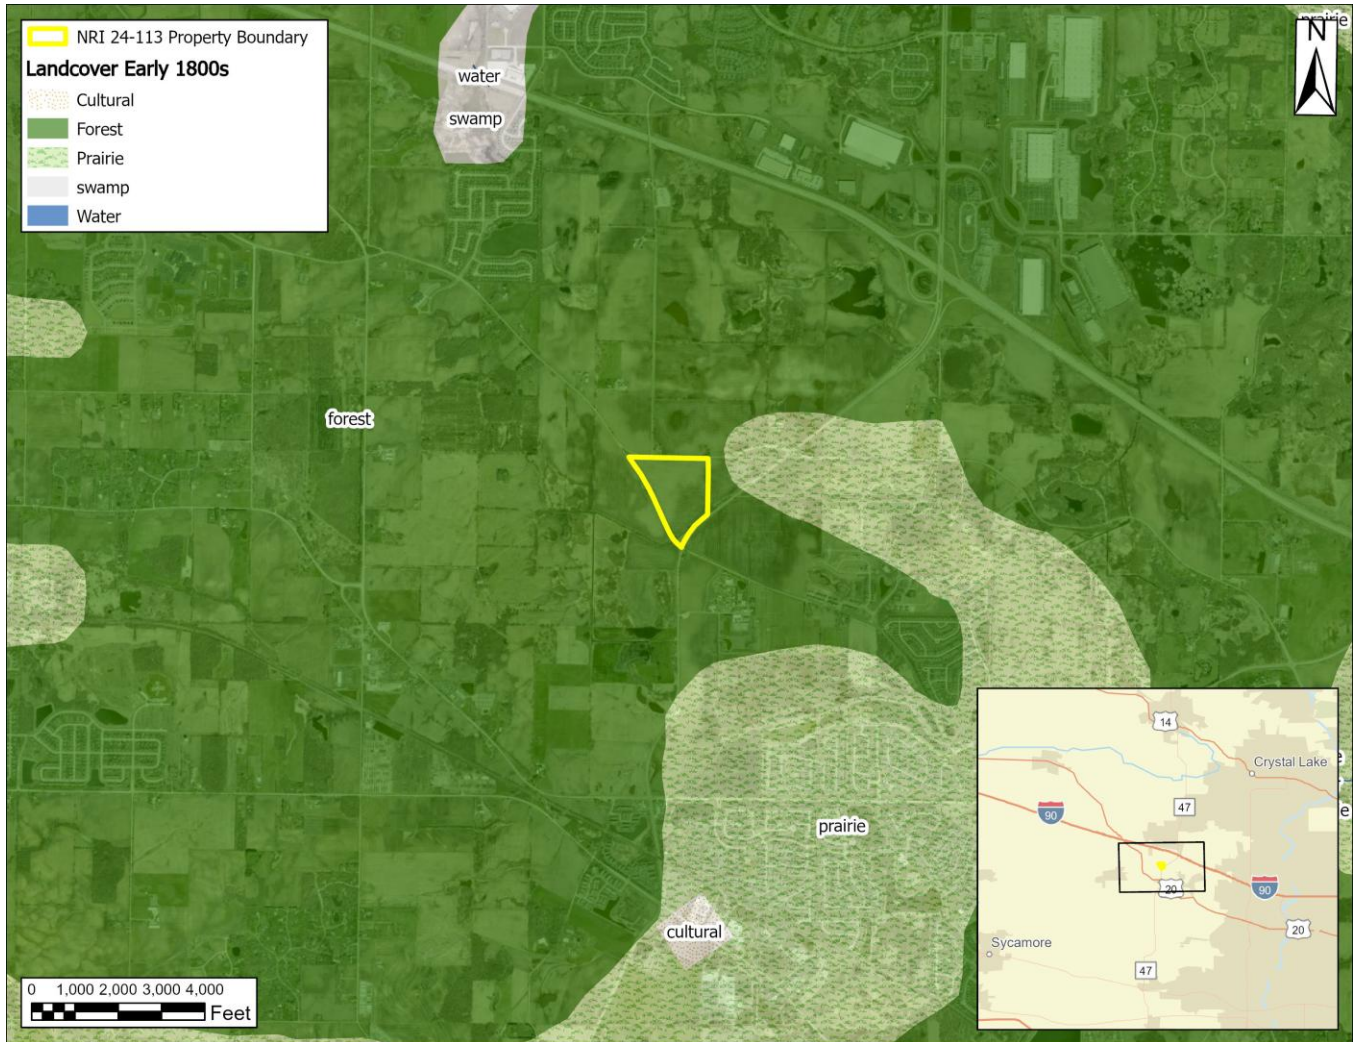 NRI 24-113 Property Boundary
Landcover Early 1800s
Cultural
Forest
Prairie
swamp
Water
water
swamp
prairie
N
forest
prairie
cultural
0 1,000 2,000 3,000 4,000
Feet
14
Crystal Lake
47
90
20
90
20
Sycamore
47
e
e